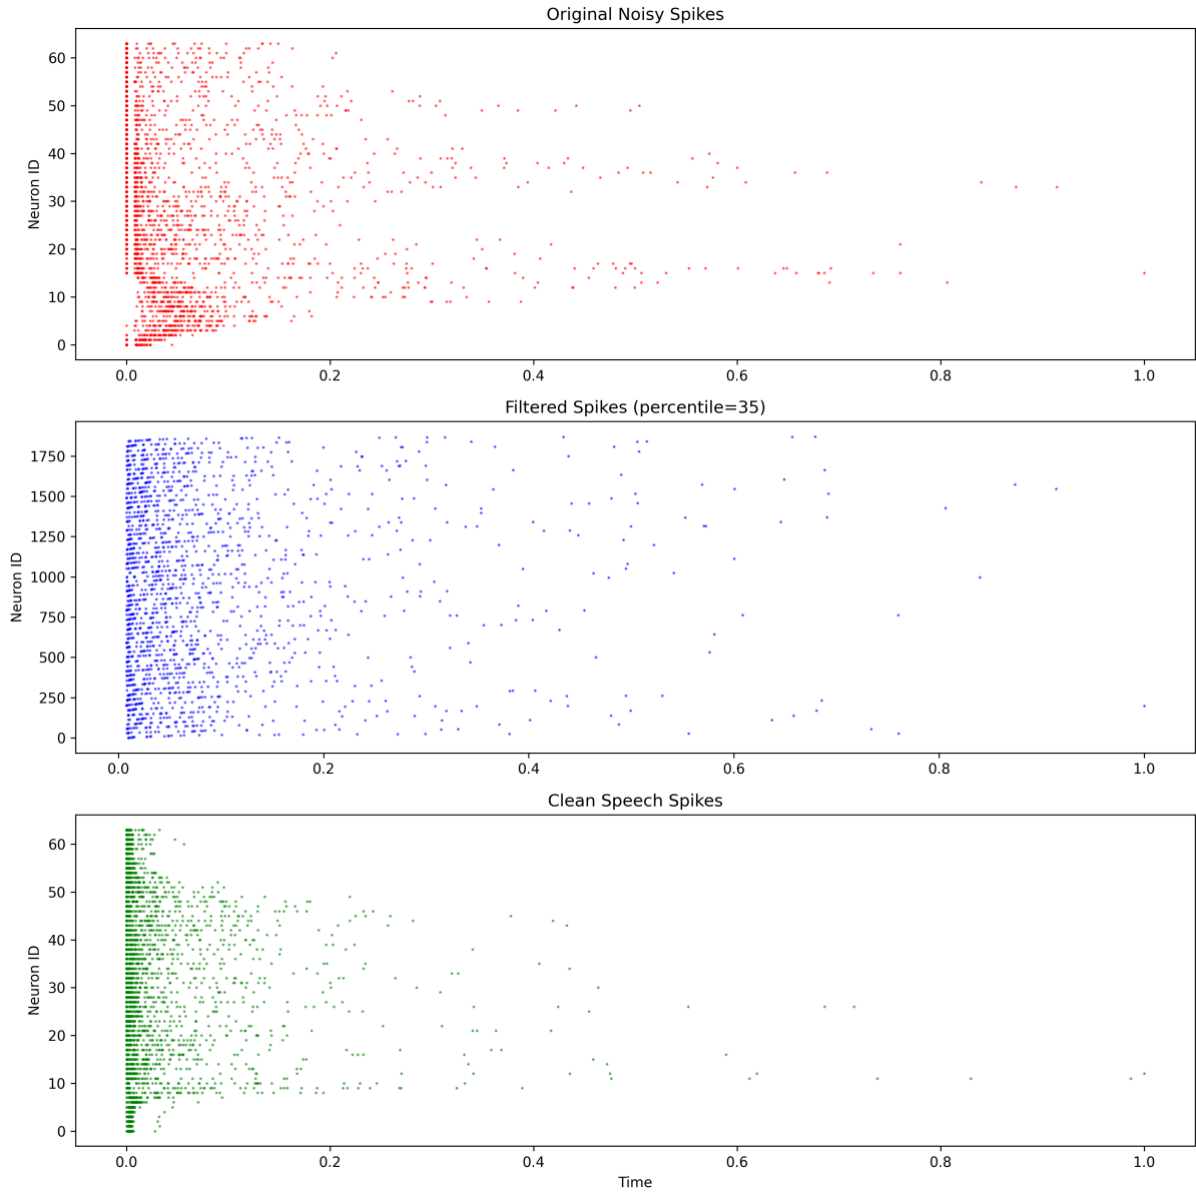 Original Noisy Spikes
60
50
40
30
20
10
0
Neuron ID
0.0 0.2 0.4 0.6 0.8 1.0
Filtered Spikes (percentile=35)
1750
1500
1250
1000
750
500
250
0
Neuron ID
0.0 0.2 0.4 0.6 0.8 1.0
Clean Speech Spikes
60
50
40
30
20
10
0
Neuron ID
0.0 0.2 0.4 0.6 0.8 1.0
Time